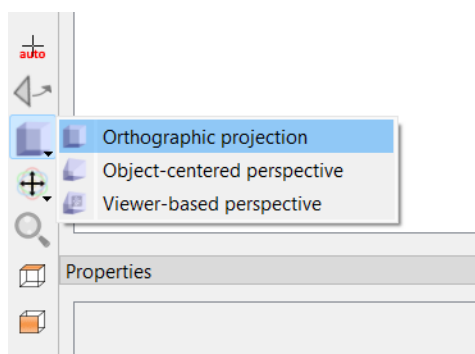 auto
Orthographic projection
Object-centered perspective
Viewer-based perspective
Properties